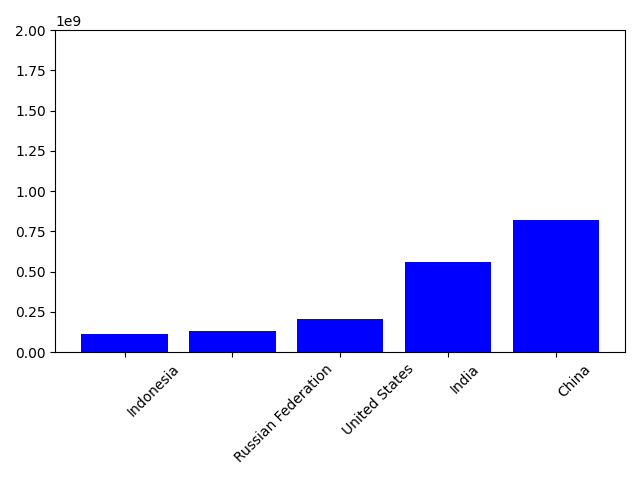 1e9
2.00
1.75
1.50
1.25
1.00
0.75
0.50
0.25
0.00
Indonesia
Russian Federation
United States
India
China